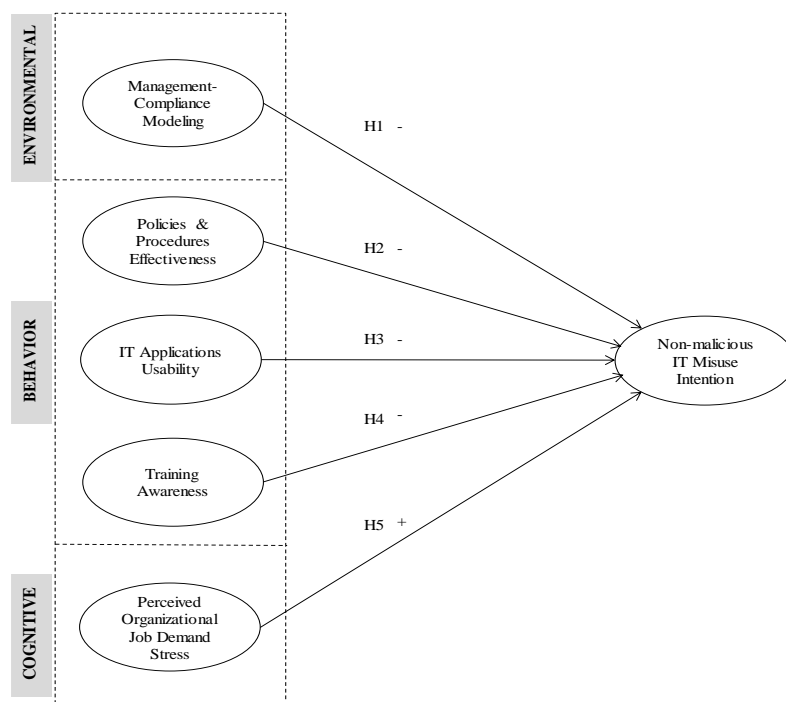 ENVIRONMENTAL
Management-
Compliance
Modeling
H1 -
Policies &
Procedures
Effectiveness
H2 -
BEHAVIOR
IT Applications
Usability
H3 -
Non-malicious
IT Misuse
Intention
Training
Awareness
H4 -
H5 +
COGNITIVE
Perceived
Organizational
Job Demand
Stress